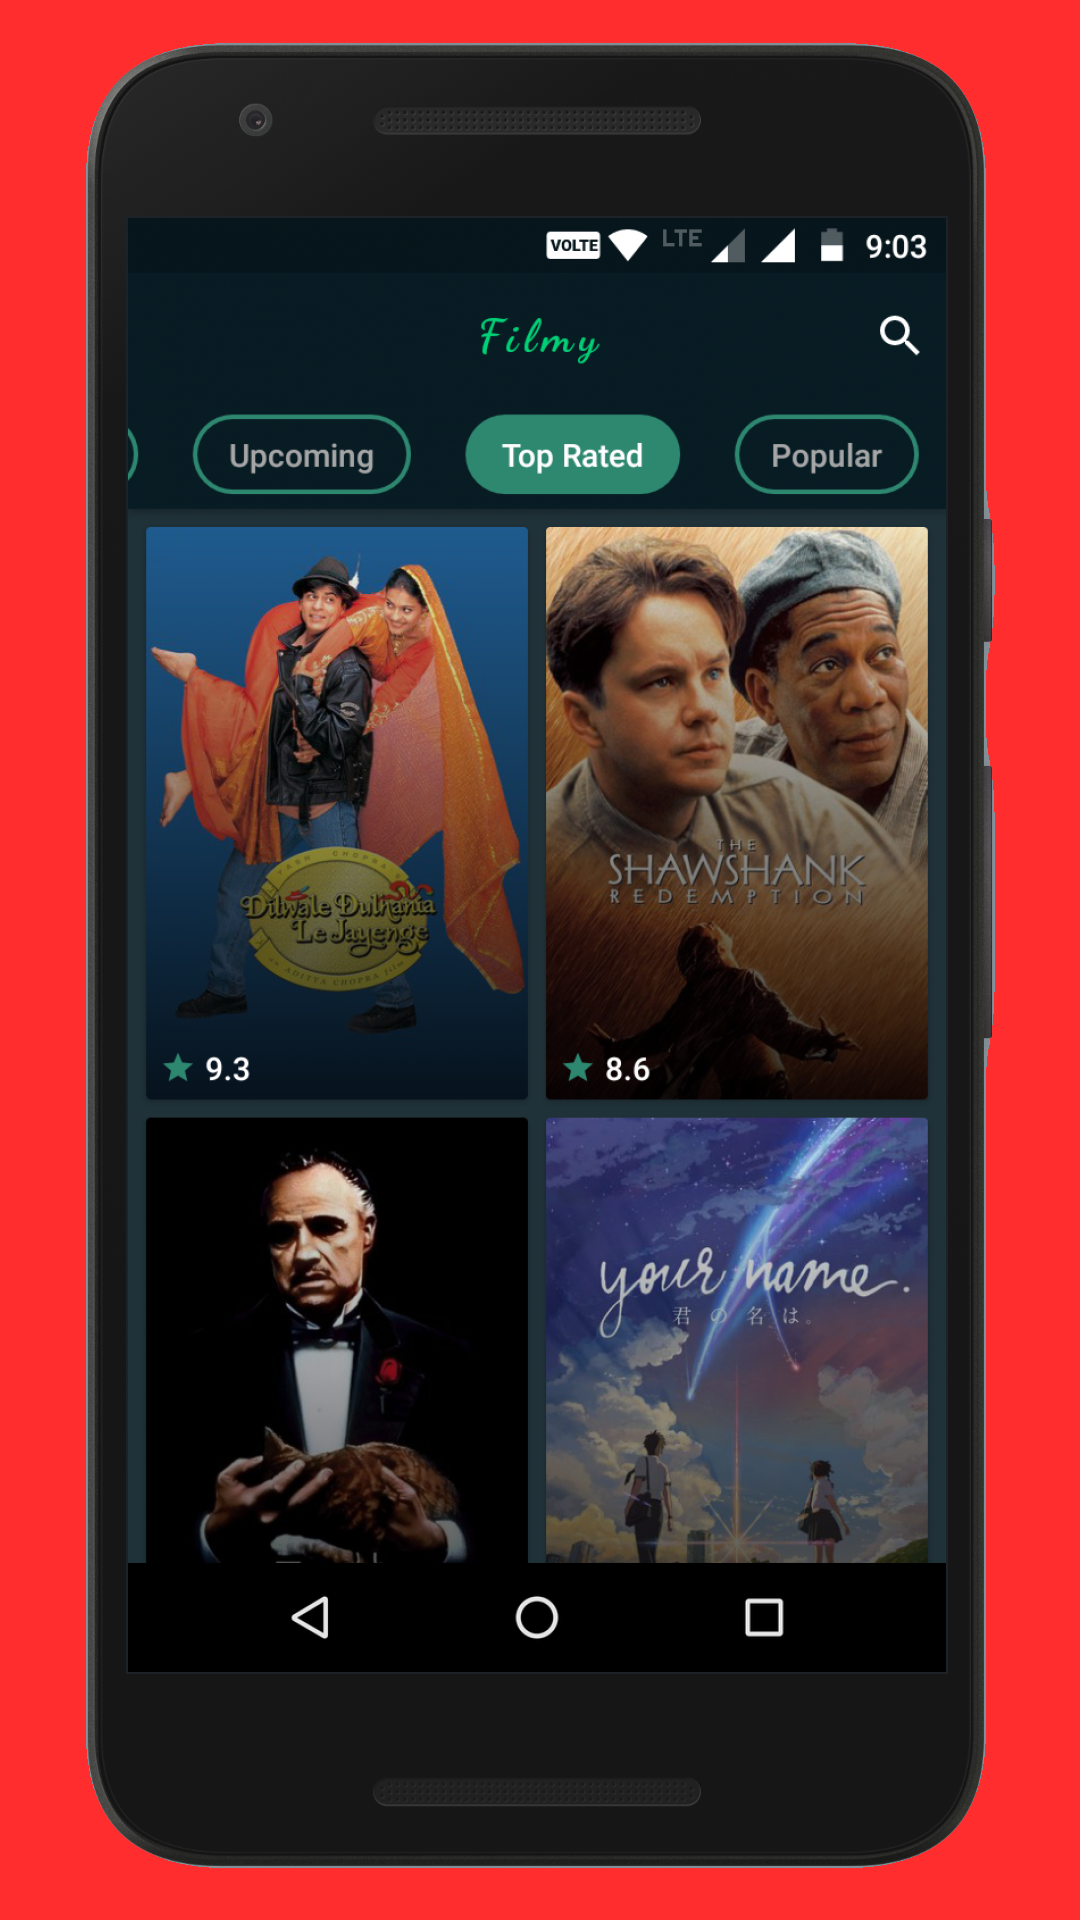 VOLTE LTE 9:03
Filmy
Upcoming Top Rated Popular
YASH CHOPRA
Dilwale Dulhania
Le Jayenge
ADITYA CHOPRA
THE
SHAWSHANK
REDEMPTION
9.3
8.6
your name.
君の名は。